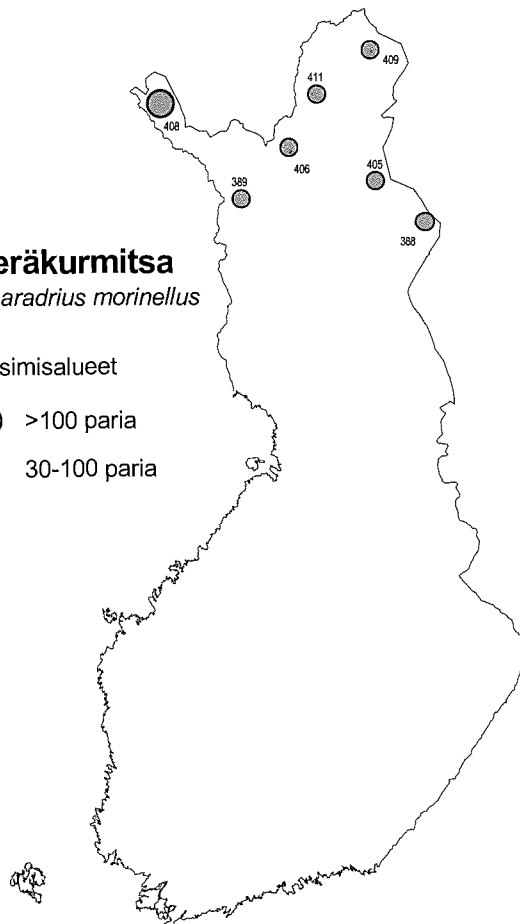 409
411
408
406
405
389
388
eräkurmitsa
aradrius morinellus
simisalueet
>100 paria
30-100 paria